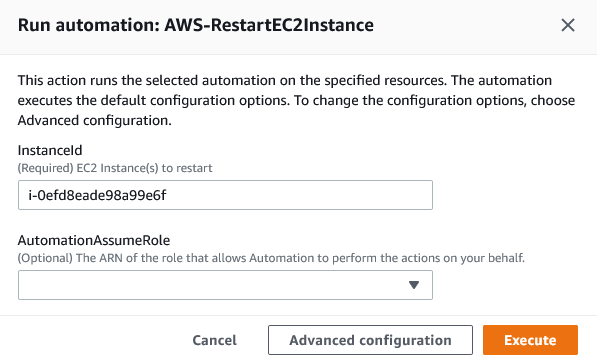 Run automation: AWS-RestartEC2Instance
This action runs the selected automation on the specified resources. The automation
executes the default configuration options. To change the configuration options, choose
Advanced configuration.
InstanceId
(Required) EC2 Instance(s) to restart
i-0efd8eade98a99e6f
AutomationAssumeRole
(Optional) The ARN of the role that allows Automation to perform the actions on your behalf.
Cancel
Advanced configuration
Execute